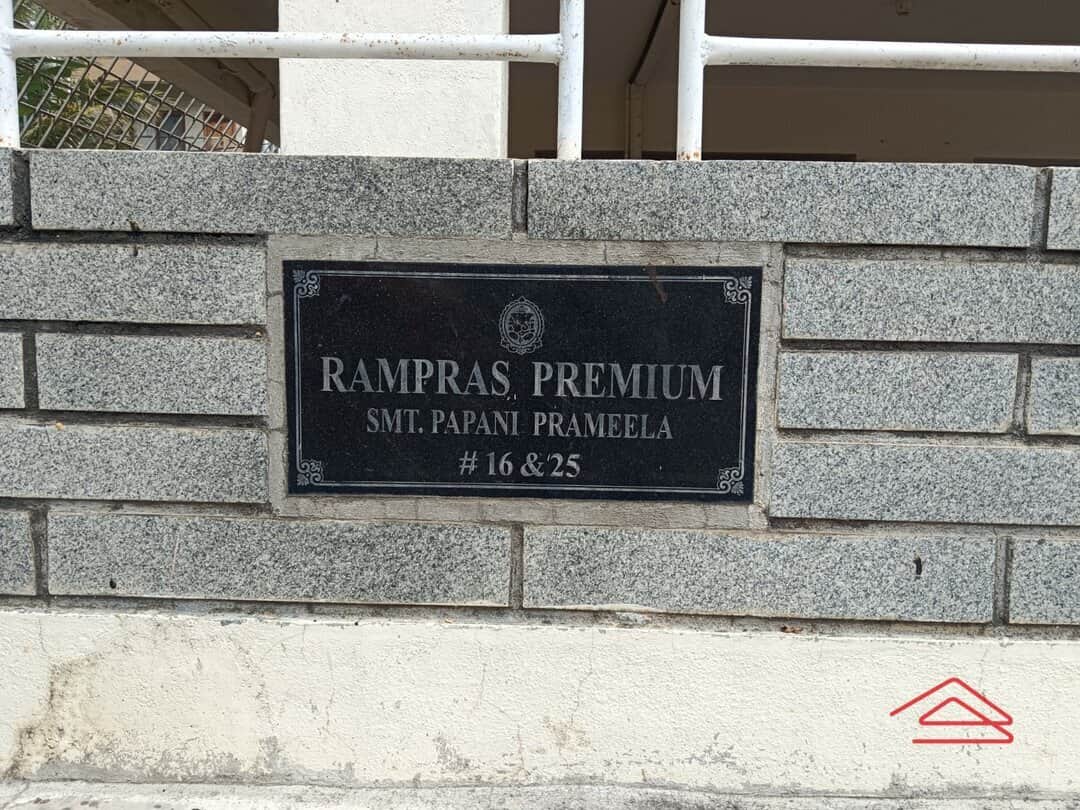 RAMPRAS PREMIUM
SMT. PAPANI PRAMEELA
# 16 & 25